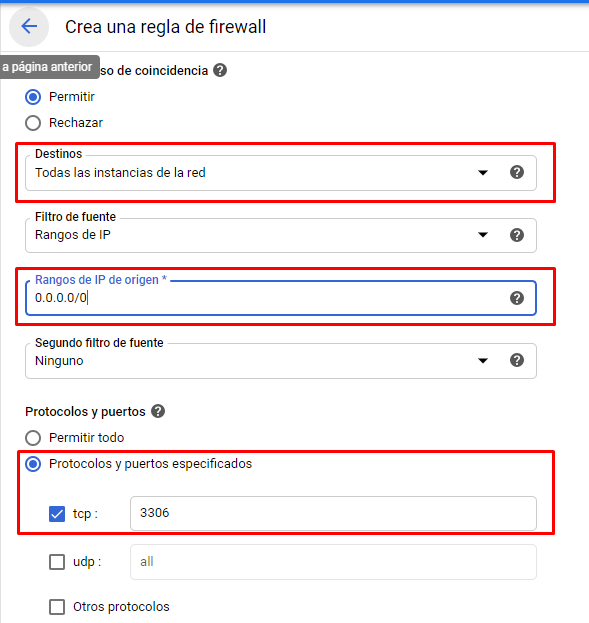 Crea una regla de firewall
a página anterior
so de coincidencia
Permitir
Rechazar
Destinos
Todas las instancias de la red
Filtro de fuente
Rangos de IP
Rangos de IP de origen *
0.0.0.0/0
Segundo filtro de fuente
Ninguno
Protocolos y puertos
Permitir todo
Protocolos y puertos especificados
tcp : 3306
udp : all
Otros protocolos